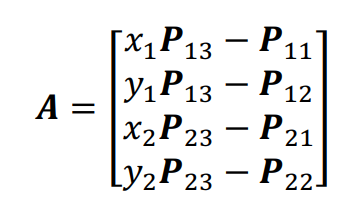 x₁P₁₃ − P₁₁
y₁P₁₃ − P₁₂
A =
x₂P₂₃ − P₂₁
y₂P₂₃ − P₂₂